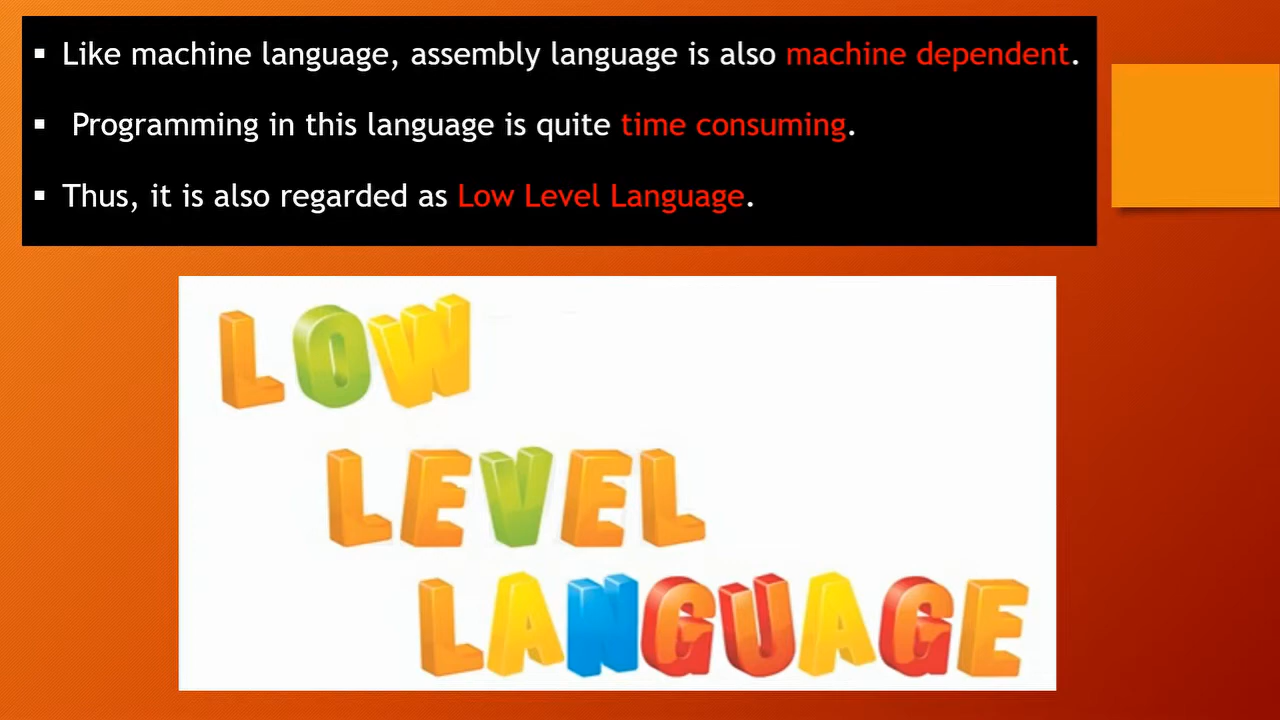 ▪ Like machine language, assembly language is also machine dependent.
▪ Programming in this language is quite time consuming.
▪ Thus, it is also regarded as Low Level Language.
LOW
LEVEL
LANGUAGE